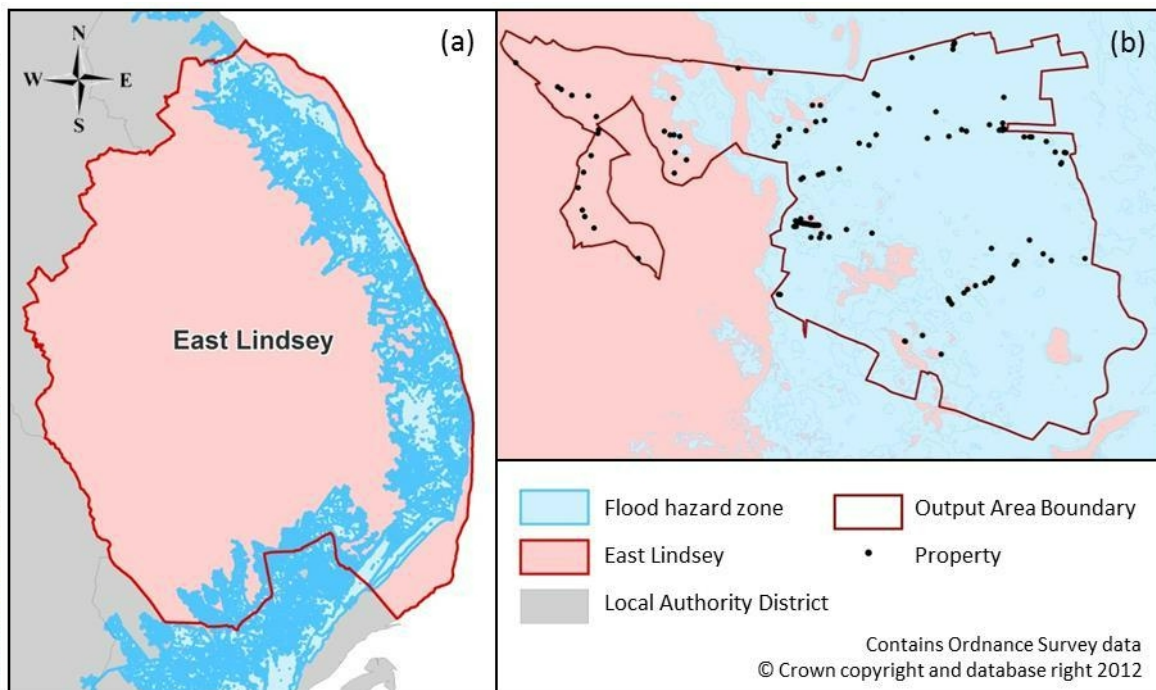 (a)
N
W E
S
East Lindsey
(b)
Flood hazard zone
Output Area Boundary
East Lindsey
Property
Local Authority District
Contains Ordnance Survey data
© Crown copyright and database right 2012